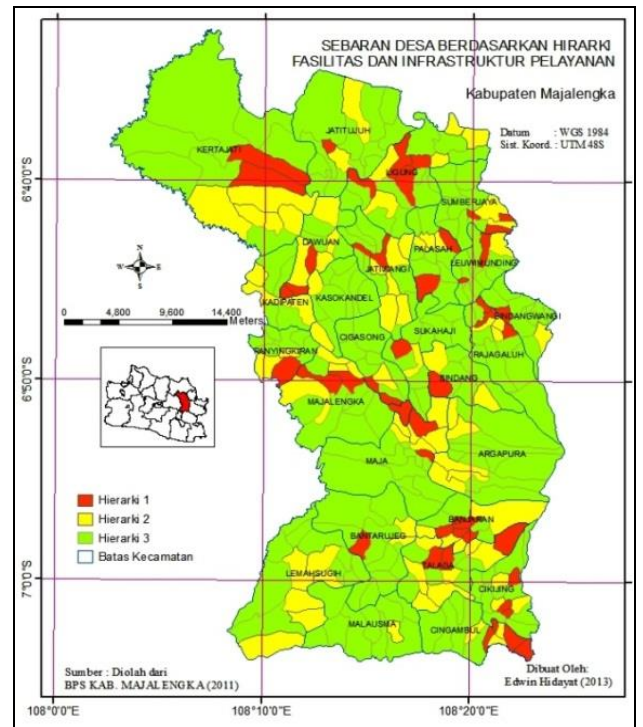 SEBARAN DESA BERDASARKAN HIRARKI
FASILITAS DAN INFRASTRUKTUR PELAYANAN
Kabupaten Majalengka
Datum : WGS 1984
Sist. Koord. : UTM 48S
JATITUJUH
KERTAJATI
LIGUNG
6°40'0"S
SUMBERJAYA
DAWUAN
PALASAH
JATIWANGI
LEUWIMUNDING
N
W E
S
KADIPATEN
KASOKANDEL
0 4,800 9,600 14,400
Meters
SINDANGWANGI
SUKAHAJI
CIGASONG
RAJAGALUH
PANYINGKIRAN
6°50'0"S
SINDANG
MAJALENGKA
ARGAPURA
MAJA
Hierarki 1
Hierarki 2
Hierarki 3
Batas Kecamatan
BANJARAN
BANTARUJEG
TALAGA
LEMAHSUGIH
7°0'0"S
CIKIJING
MALAUSMA
CINGAMBUL
Sumber : Diolah dari
BPS KAB. MAJALENGKA (2011)
Dibuat Oleh:
Edwin Hidayat (2013)
108°0'0"E 108°10'0"E 108°20'0"E